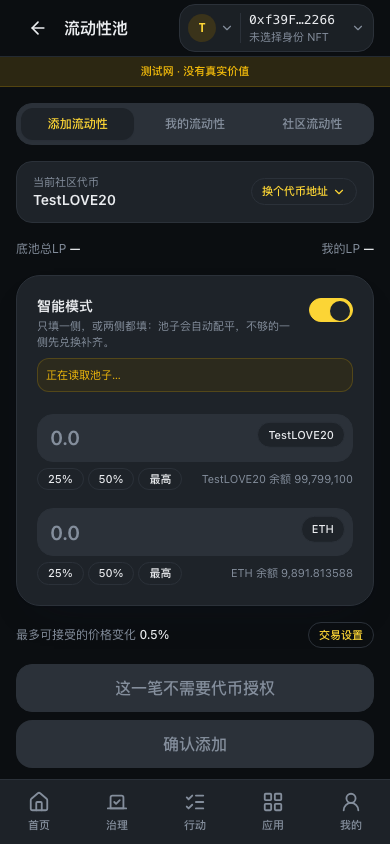 流动性池
T
0xf39F…2266
未选择身份 NFT
测试网 · 没有真实价值
添加流动性
我的流动性
社区流动性
当前社区代币
TestLOVE20
换个代币地址
底池总LP —
我的LP —
智能模式
只填一侧，或两侧都填：池子会自动配平，不够的一
侧先兑换补齐。
正在读取池子…
0.0
TestLOVE20
25%
50%
最高
TestLOVE20 余额 99,799,100
0.0
ETH
25%
50%
最高
ETH 余额 9,891.813588
最多可接受的价格变化 0.5%
交易设置
这一笔不需要代币授权
确认添加
首页
治理
行动
应用
我的